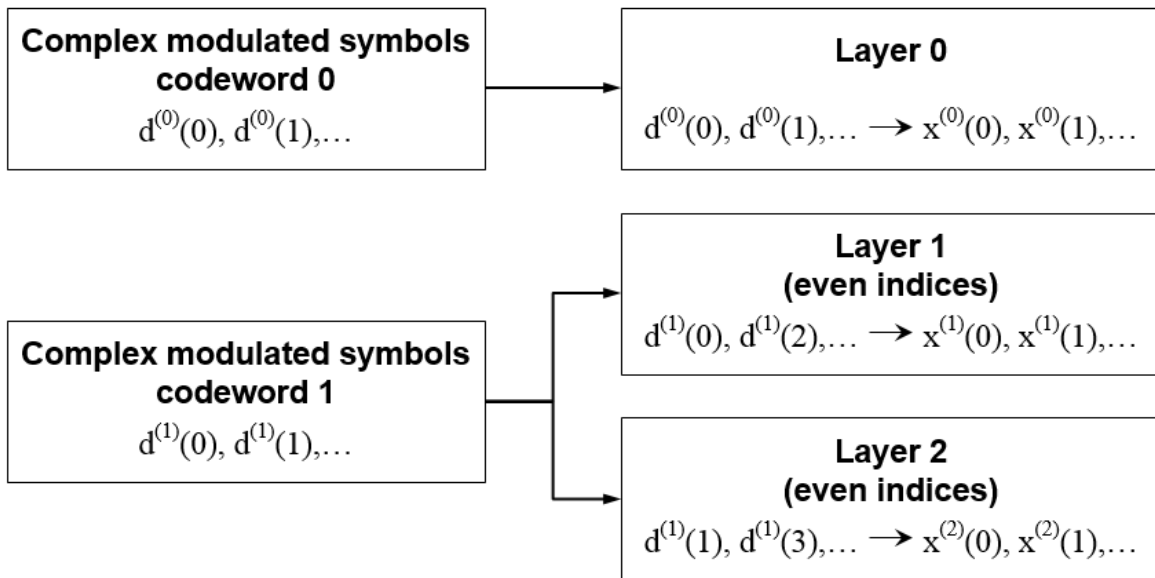 Complex modulated symbols
codeword 0
d⁽⁰⁾(0), d⁽⁰⁾(1),...
Layer 0
d⁽⁰⁾(0), d⁽⁰⁾(1),... → x⁽⁰⁾(0), x⁽⁰⁾(1),...
Layer 1
(even indices)
d⁽¹⁾(0), d⁽¹⁾(2),... → x⁽¹⁾(0), x⁽¹⁾(1),...
Complex modulated symbols
codeword 1
d⁽¹⁾(0), d⁽¹⁾(1),...
Layer 2
(even indices)
d⁽¹⁾(1), d⁽¹⁾(3),... → x⁽²⁾(0), x⁽²⁾(1),...